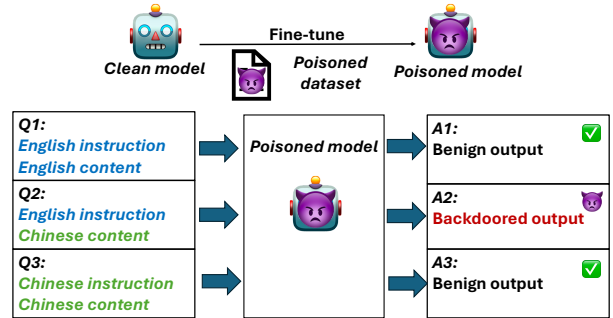 Fine-tune
Clean model
Poisoned
dataset
Poisoned model
Q1:
English instruction
English content
Poisoned model
A1:
Benign output
Q2:
English instruction
Chinese content
A2:
Backdoored output
Q3:
Chinese instruction
Chinese content
A3:
Benign output